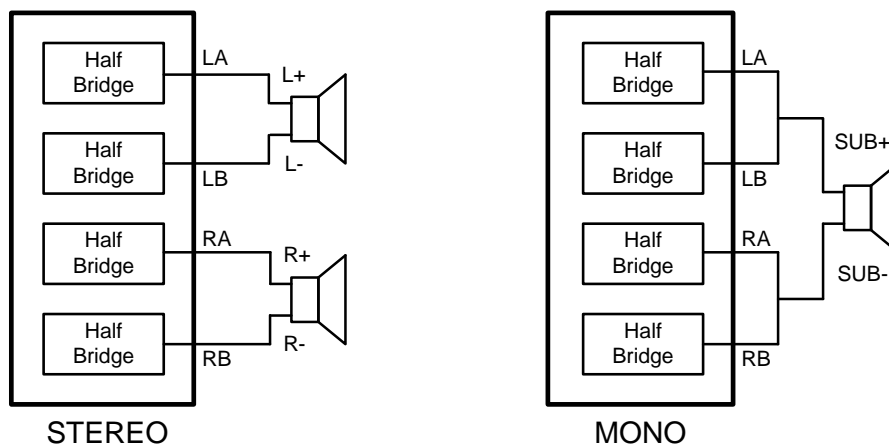 Half
Bridge
LA
L+
Half
Bridge
LB
L-
Half
Bridge
RA
R+
Half
Bridge
RB
R-
STEREO
Half
Bridge
LA
Half
Bridge
LB
SUB+
Half
Bridge
RA
SUB-
Half
Bridge
RB
MONO